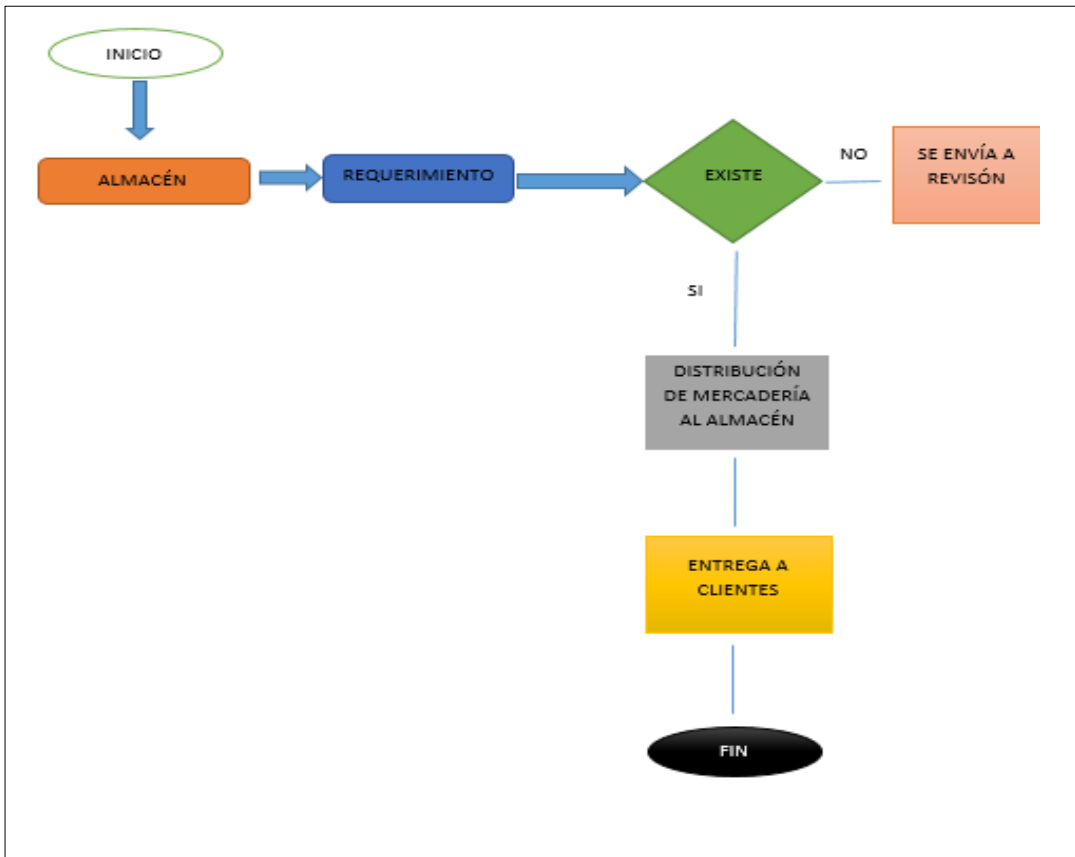 INICIO
ALMACÉN
REQUERIMIENTO
EXISTE
NO
SE ENVÍA A
REVISÓN
SI
DISTRIBUCIÓN
DE MERCADERÍA
AL ALMACÉN
ENTREGA A
CLIENTES
FIN